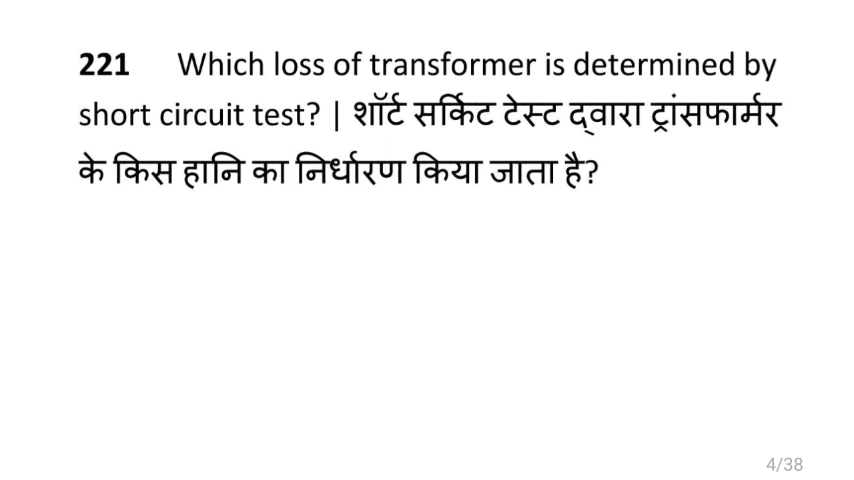 221 Which loss of transformer is determined by
short circuit test? | शॉर्ट सर्किट टेस्ट द्वारा ट्रांसफार्मर
के किस हानि का निर्धारण किया जाता है?
4/38